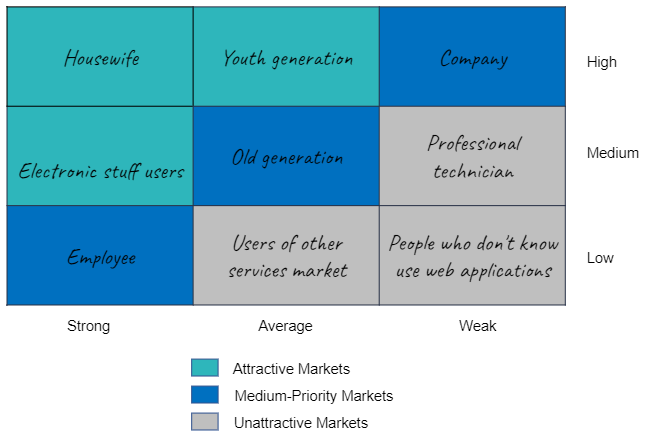 Housewife
Youth generation
Company
High
Electronic stuff users
Old generation
Professional
technician
Medium
Employee
Users of other
services market
People who don't know
use web applications
Low
Strong
Average
Weak
Attractive Markets
Medium-Priority Markets
Unattractive Markets